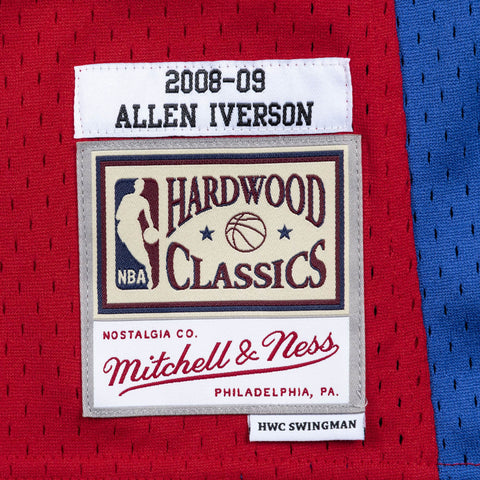 2008-09
ALLEN IVERSON
HARDWOOD
CLASSICS
NBA
NOSTALGIA CO.
Mitchell & Ness
PHILADELPHIA, PA.
HWC SWINGMAN